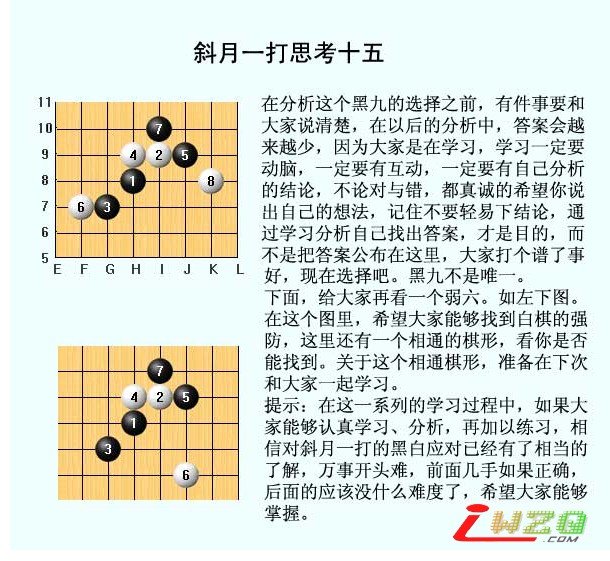 斜月一打思考十五
在分析这个黑九的选择之前，有件事要和
大家说清楚，在以后的分析中，答案会越
来越少，因为大家是在学习，学习一定要
动脑，一定要有互动，一定要有自己分析
的结论，不论对与错，都真诚的希望你说
出自己的想法，记住不要轻易下结论，通
过学习分析自己找出答案，才是目的，而
不是把答案公布在这里，大家打个谱了事
好，现在选择吧。黑九不是唯一。
下面，给大家再看一个弱六。如左下图。
在这个图里，希望大家能够找到白棋的强
防，这里还有一个相通的棋形，看你是否
能找到。关于这个相通棋形，准备在下次
和大家一起学习。
提示：在这一系列的学习过程中，如果大
家能够认真学习、分析，再加以练习，相
信对斜月一打的黑白应对已经有了相当的
了解，万事开头难，前面几手如果正确，
后面的应该没什么难度了，希望大家能够
掌握。
11
10
9
8
7
6
5
E F G H I J K L
7
4 2 5
1 8
6 3
7
4 2 5
1
3
6
iWZQ
.COM